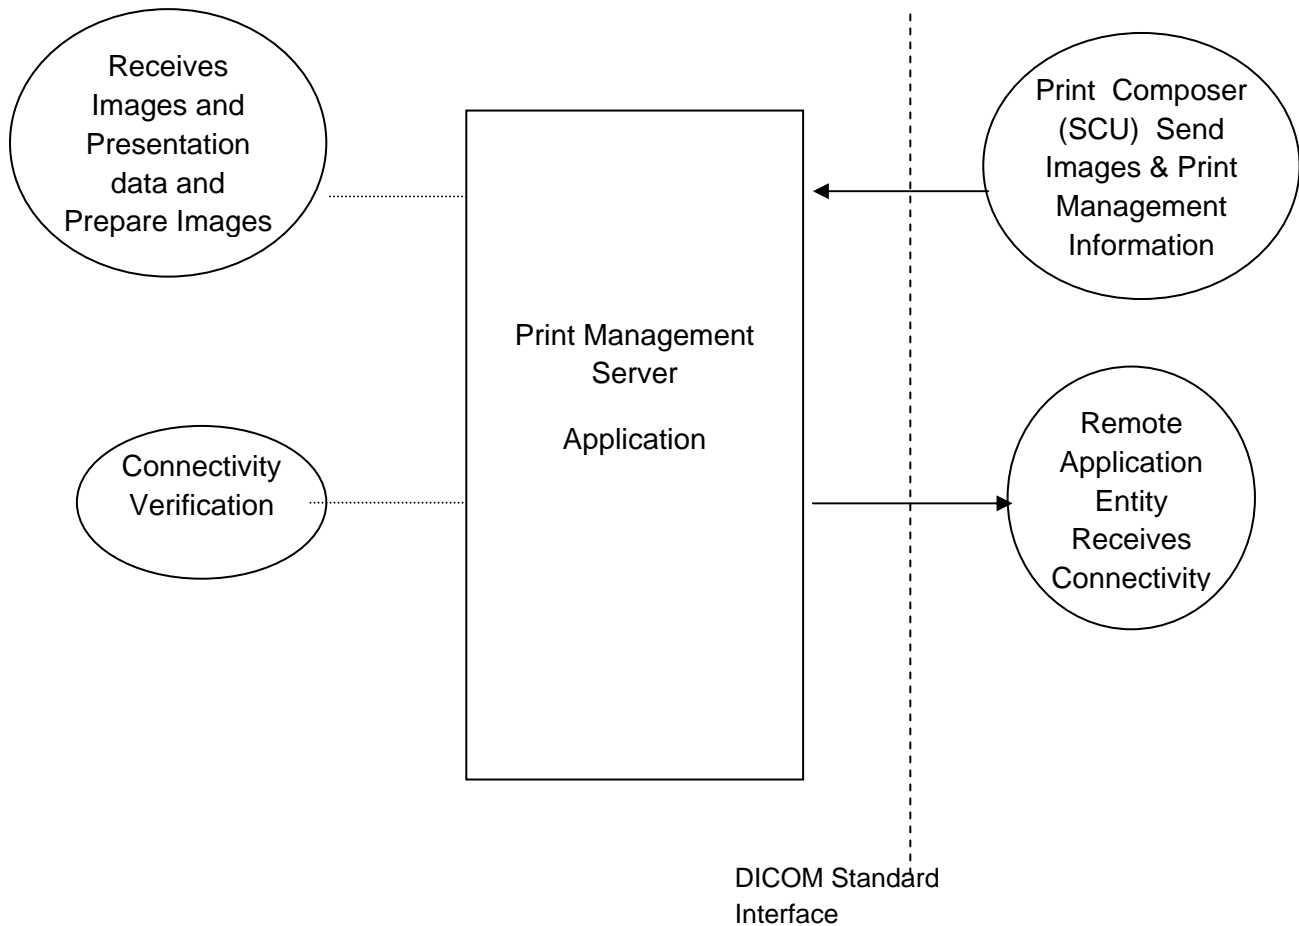 Receives
Images and
Presentation
data and
Prepare Images
Print Composer
(SCU) Send
Images & Print
Management
Information
Print Management
Server
Application
Connectivity
Verification
Remote
Application
Entity
Receives
Connectivity
DICOM Standard
Interface